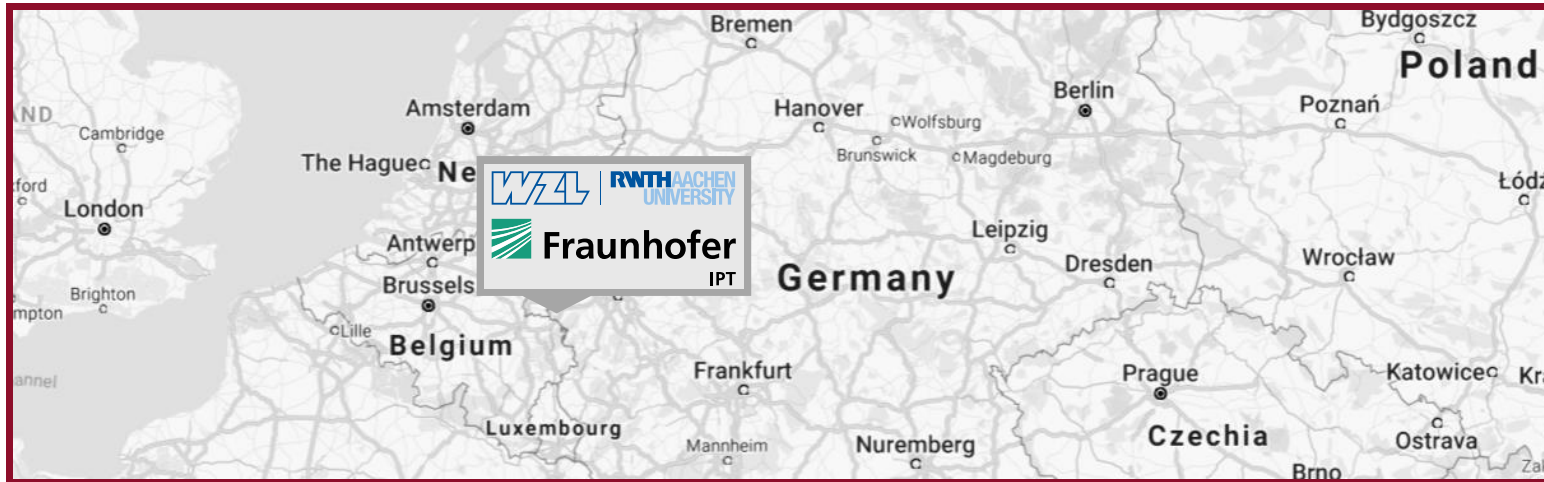 Bremen
Bydgoszcz
Poland
Berlin
Amsterdam
Hanover
Poznań
Wolfsburg
Cambridge
Brunswick
Magdeburg
The Hague
Ne
WZL RWTHAACHEN
UNIVERSITY
Łódź
London
Leipzig
Antwerp
Fraunhofer
IPT
Germany
Dresden
Wrocław
Brussels
Brighton
mpton
Lille
Belgium
Frankfurt
Prague
Katowice
Kr
annel
Luxembourg
Mannheim
Nuremberg
Czechia
Ostrava
Brno